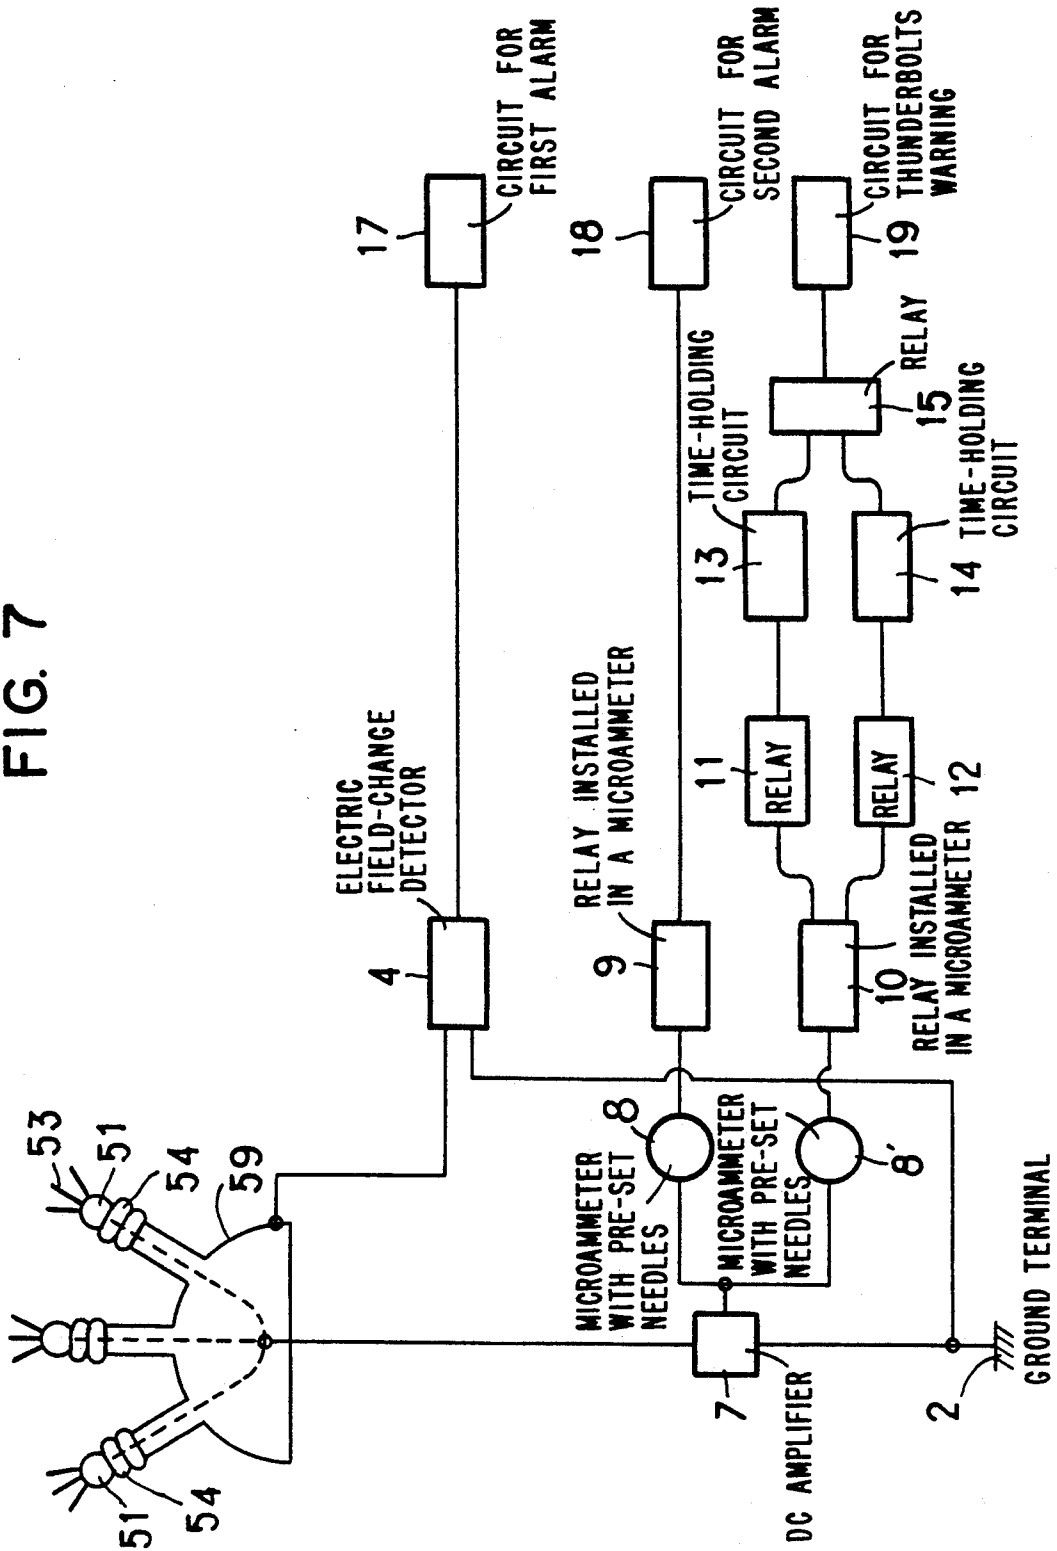 FIG. 7
53
51
54
59
51
54
ELECTRIC
FIELD-CHANGE
DETECTOR
4
17
CIRCUIT FOR
FIRST ALARM
MICROAMMETER
WITH PRE-SET
NEEDLES
8
RELAY INSTALLED
IN A MICROAMMETER
9
18
CIRCUIT FOR
SECOND ALARM
7
DC AMPLIFIER
MICROAMMETER
WITH PRE-SET
NEEDLES
8'
10
RELAY INSTALLED
IN A MICROAMMETER
11
RELAY
RELAY
12
TIME-HOLDING
CIRCUIT
13
14
TIME-HOLDING
CIRCUIT
15
RELAY
19
CIRCUIT FOR
THUNDERBOLTS
WARNING
2
GROUND TERMINAL